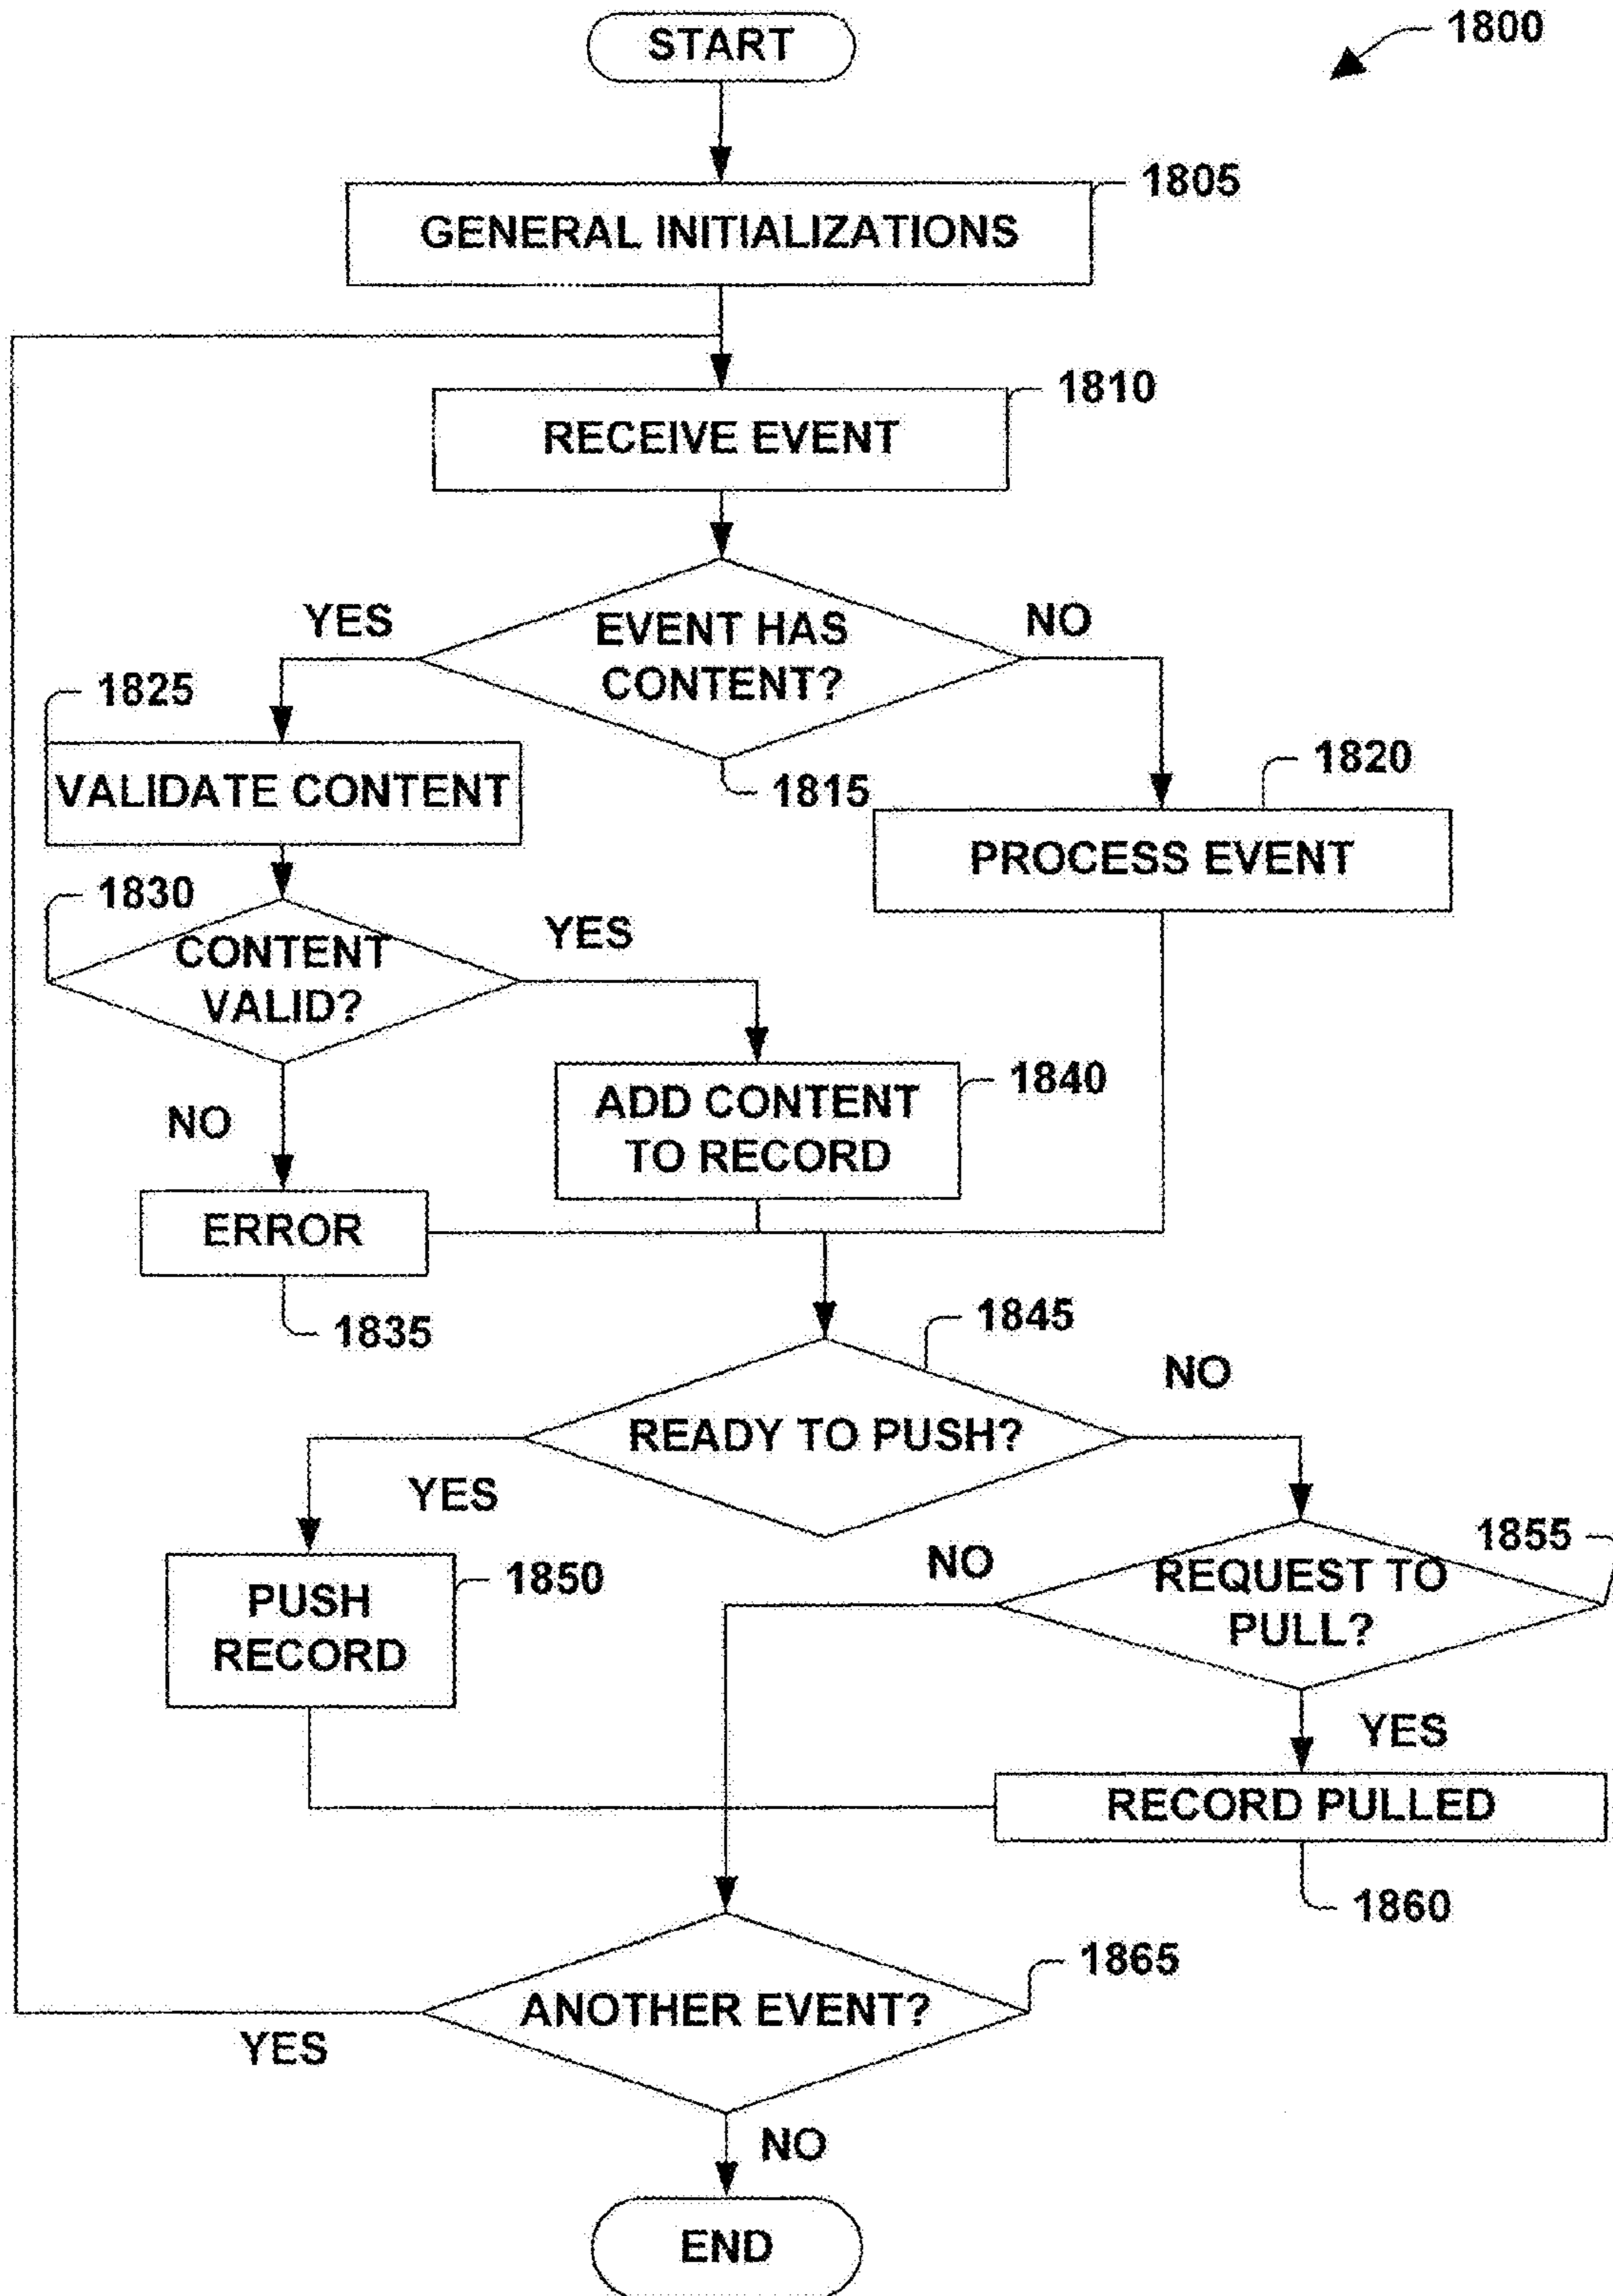 START
1800
1805
GENERAL INITIALIZATIONS
1810
RECEIVE EVENT
YES
EVENT HAS
CONTENT?
NO
1825
VALIDATE CONTENT
1815
1820
PROCESS EVENT
1830
CONTENT
VALID?
YES
NO
ADD CONTENT
TO RECORD
1840
ERROR
1835
1845
READY TO PUSH?
NO
YES
PUSH
RECORD
1850
NO
REQUEST TO
PULL?
1855
YES
RECORD PULLED
1860
ANOTHER EVENT?
1865
YES
NO
END